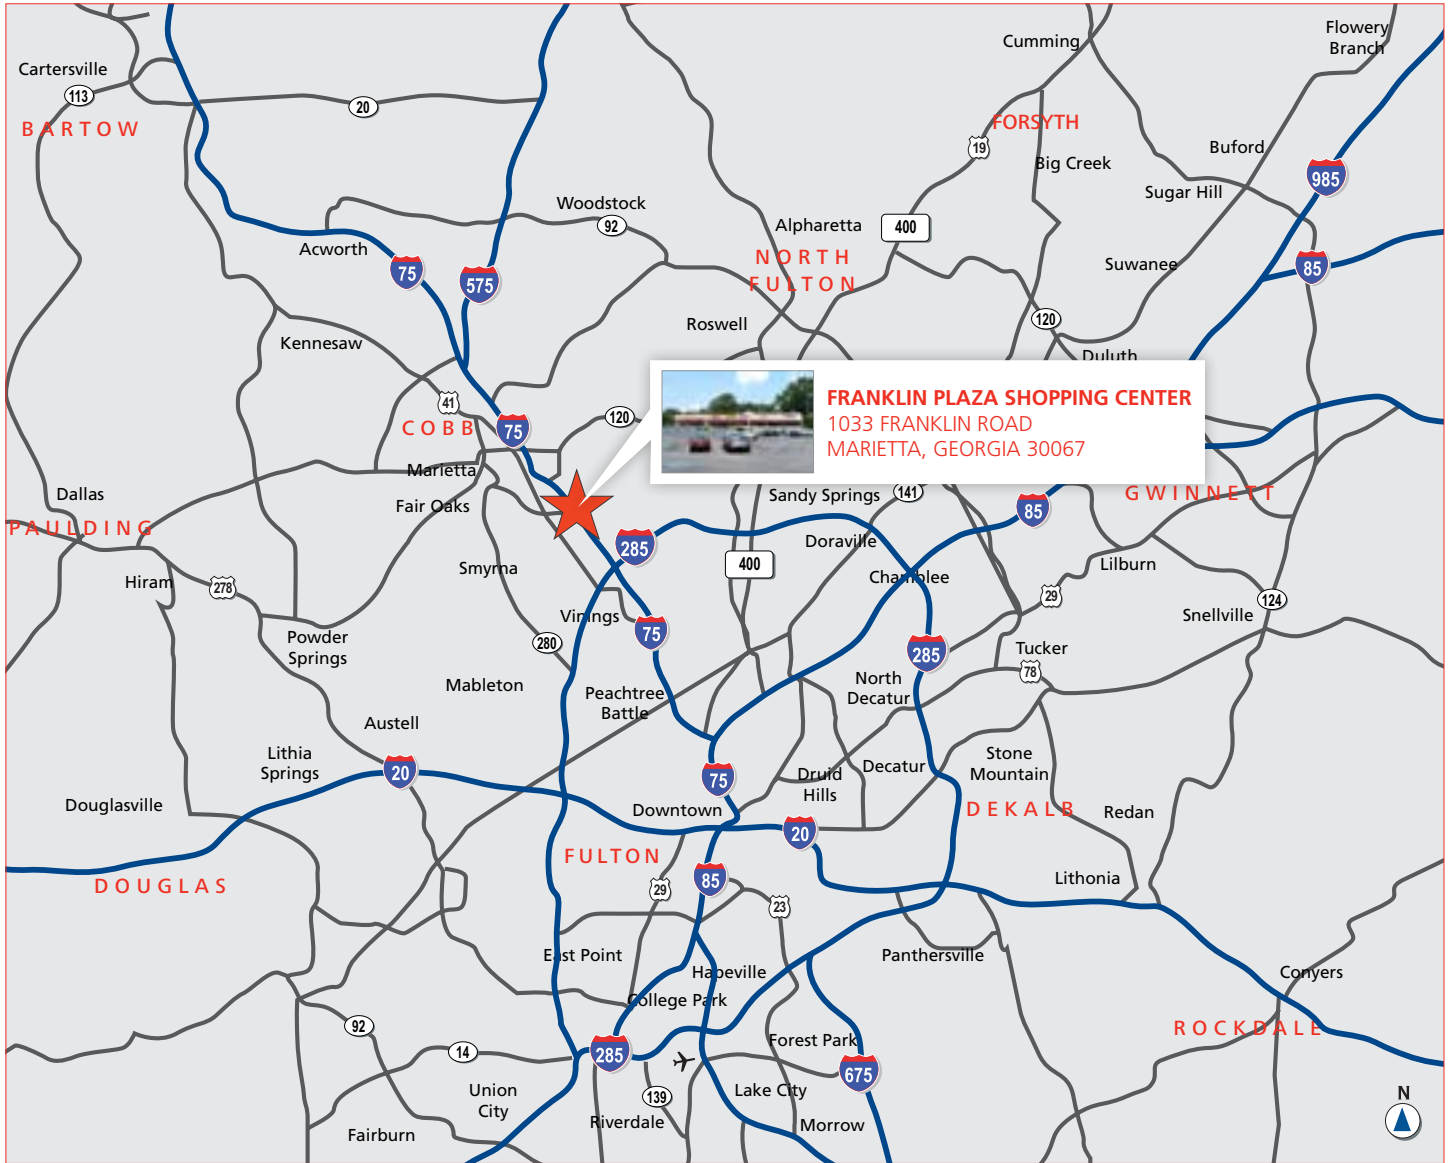 Flowery
Branch
Cumming
Cartersville
113
20
BARTOW
FORSYTH
19
Buford
Big Creek
985
Sugar Hill
Woodstock
92
Alpharetta
400
Acworth
NORTH
FULTON
Suwanee
85
75
575
120
Roswell
Kennesaw
Duluth
41
COBB
75
120
FRANKLIN PLAZA SHOPPING CENTER
1033 FRANKLIN ROAD
MARIETTA, GEORGIA 30067
Marietta
Dallas
Fair Oaks
Sandy Springs
141
GWINNETT
85
PAULDING
285
Doraville
400
Smyrna
Chamblee
Lilburn
Hiram
278
29
124
Vinings
Snellville
75
Powder
Springs
280
285
Tucker
78
North
Decatur
Mableton
Peachtree
Battle
Austell
Lithia
Springs
20
75
Druid
Hills
Decatur
Stone
Mountain
Douglasville
Downtown
20
DEKALB
Redan
FULTON
85
29
DOUGLAS
Lithonia
23
East Point
Hapeville
Panthersville
Conyers
College Park
92
ROCKDALE
14
285
Forest Park
675
Union
City
139
Lake City
N
Riverdale
Morrow
Fairburn